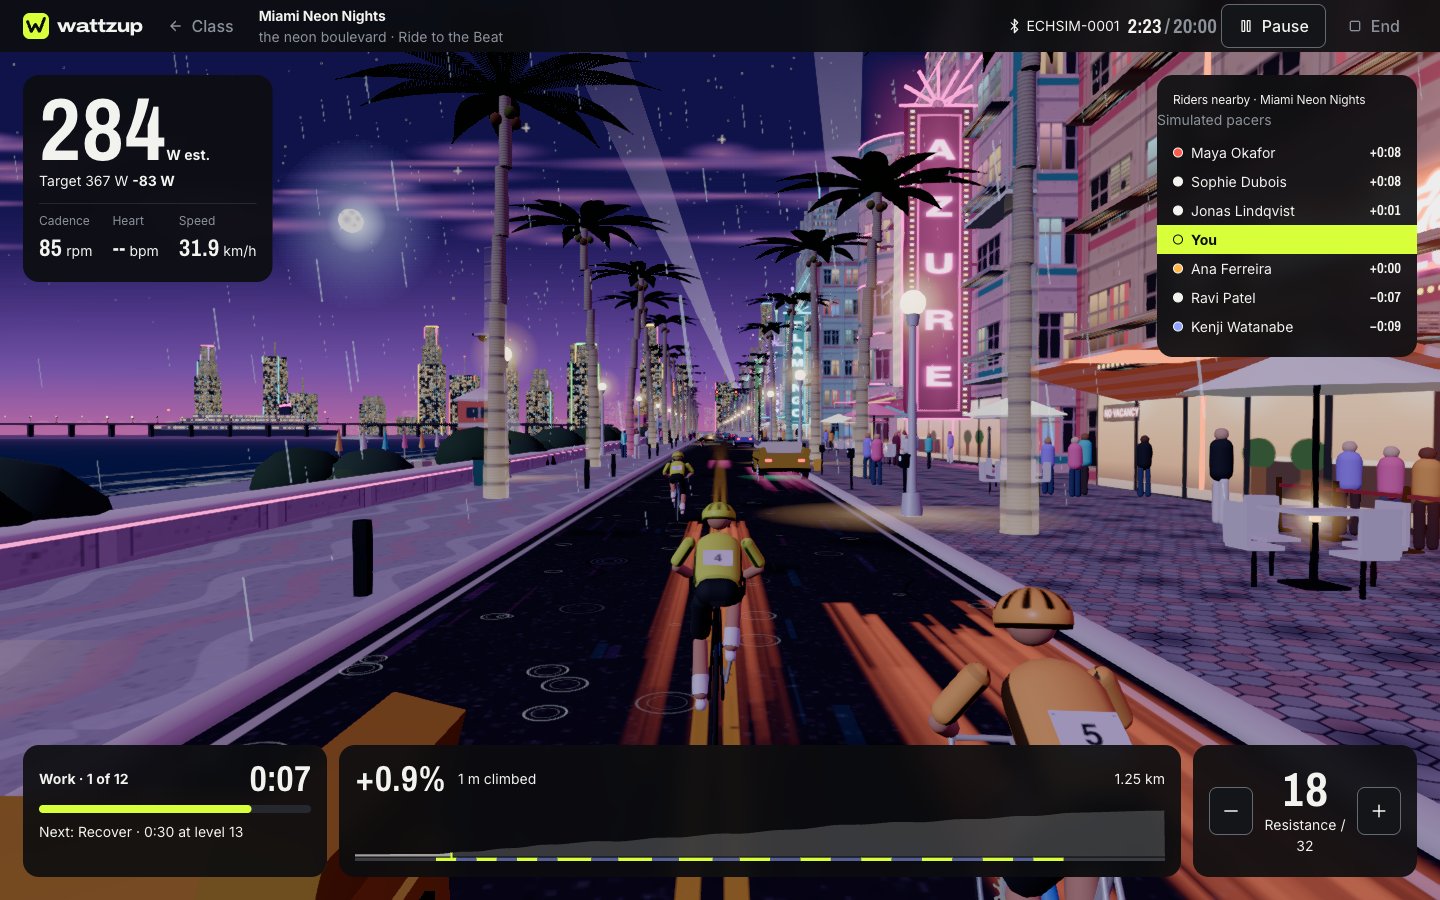 wattzup
Class
Miami Neon Nights
the neon boulevard · Ride to the Beat
ECHSIM-0001 2:23 / 20:00
Pause
End
284 W est.
Target 367 W -83 W
Cadence Heart Speed
85 rpm -- bpm 31.9 km/h
Riders nearby · Miami Neon Nights
Simulated pacers
Maya Okafor +0:08
Sophie Dubois +0:08
Jonas Lindqvist +0:01
You
Ana Ferreira +0:00
Ravi Patel −0:07
Kenji Watanabe −0:09
AZURE
NO VACANCY
4
5
Work · 1 of 12 0:07
Next: Recover · 0:30 at level 13
+0.9% 1 m climbed 1.25 km
− 18 +
Resistance /
32